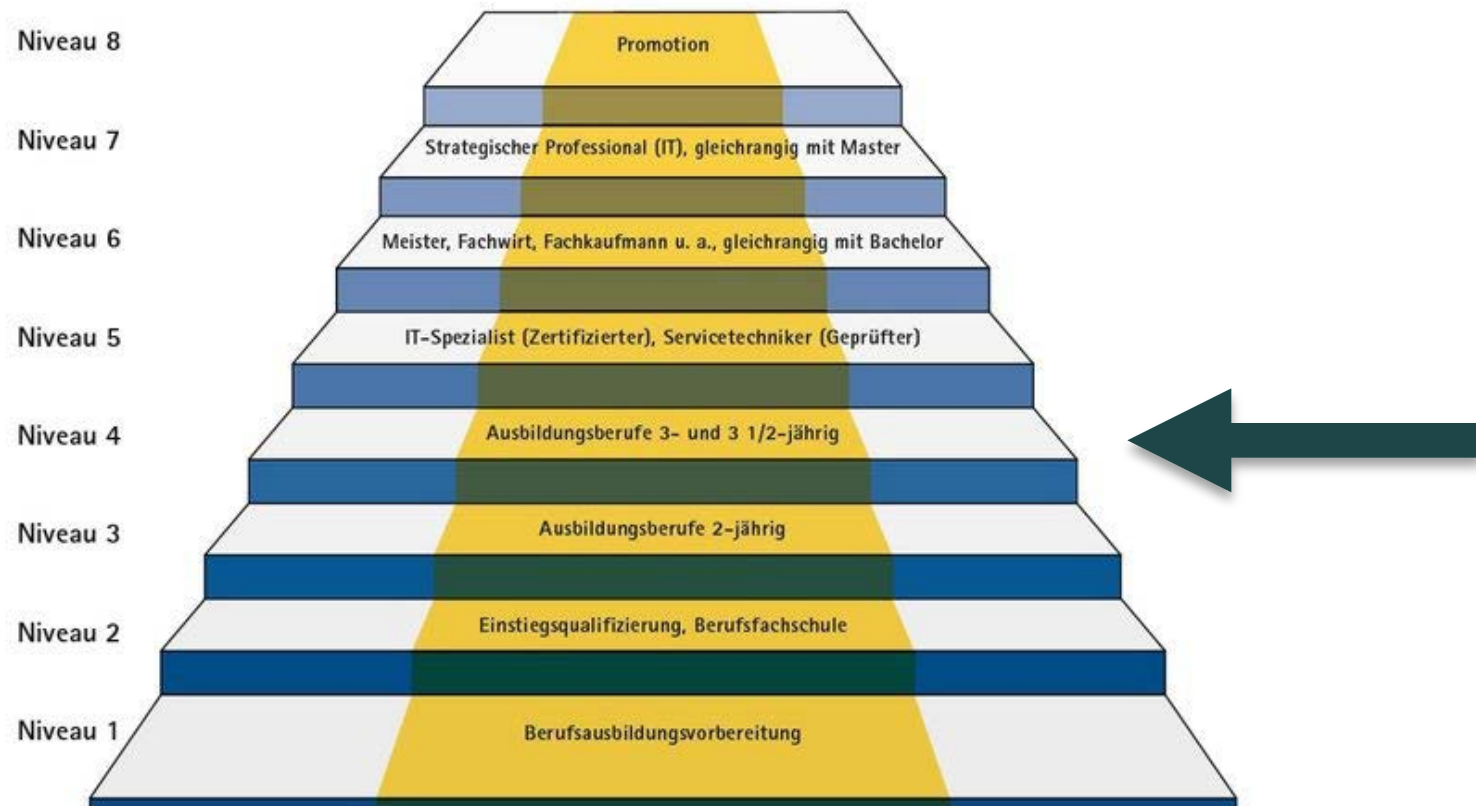 Niveau 8
Promotion
Niveau 7
Strategischer Professional (IT), gleichrangig mit Master
Niveau 6
Meister, Fachwirt, Fachkaufmann u. a., gleichrangig mit Bachelor
Niveau 5
IT-Spezialist (Zertifizierter), Servicetechniker (Geprüfter)
Niveau 4
Ausbildungsberufe 3- und 3 1/2-jährig
Niveau 3
Ausbildungsberufe 2-jährig
Niveau 2
Einstiegsqualifizierung, Berufsfachschule
Niveau 1
Berufsausbildungsvorbereitung